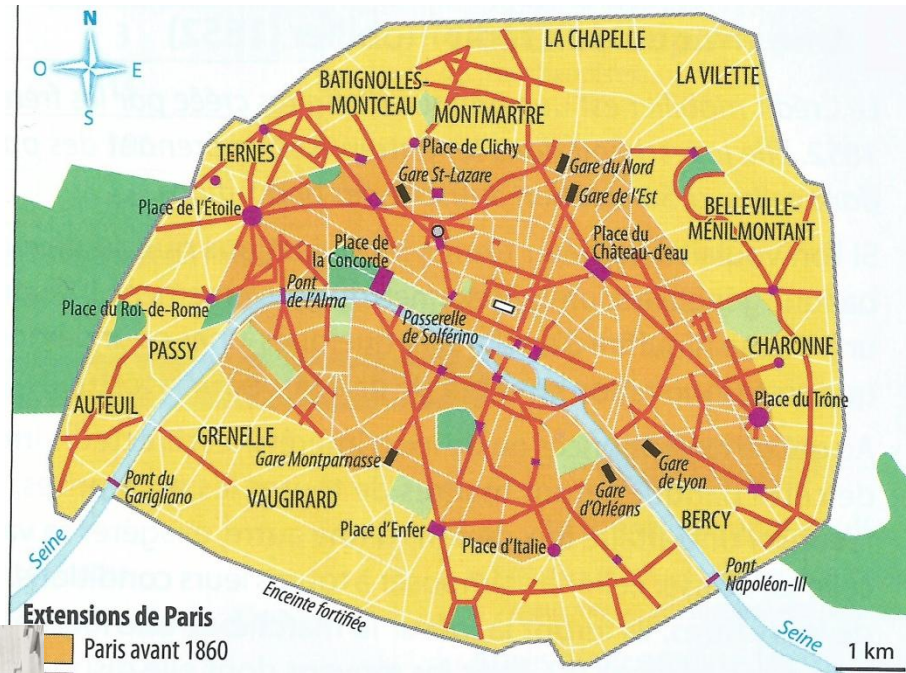 N
O
E
S
LA CHAPELLE
LA VILETTE
BATIGNOLLES-
MONTCEAU
MONTMARTRE
TERNES
Place de Clichy
Gare St-Lazare
Gare du Nord
Gare de l'Est
BELLEVILLE-
MÉNILMONTANT
Place de l'Étoile
Place de
la Concorde
Place du
Château-d'eau
Pont
de l'Alma
Place du Roi-de-Rome
Passerelle
de Solférino
PASSY
CHARONNE
AUTEUIL
Place du Trône
GRENELLE
Gare Montparnasse
Gare
de Lyon
Pont du
Garigliano
VAUGIRARD
Gare
d'Orléans
BERCY
Place d'Enfer
Place d'Italie
Pont
Napoléon-III
Seine
Enceinte fortifiée
Seine
Extensions de Paris
Paris avant 1860
1 km